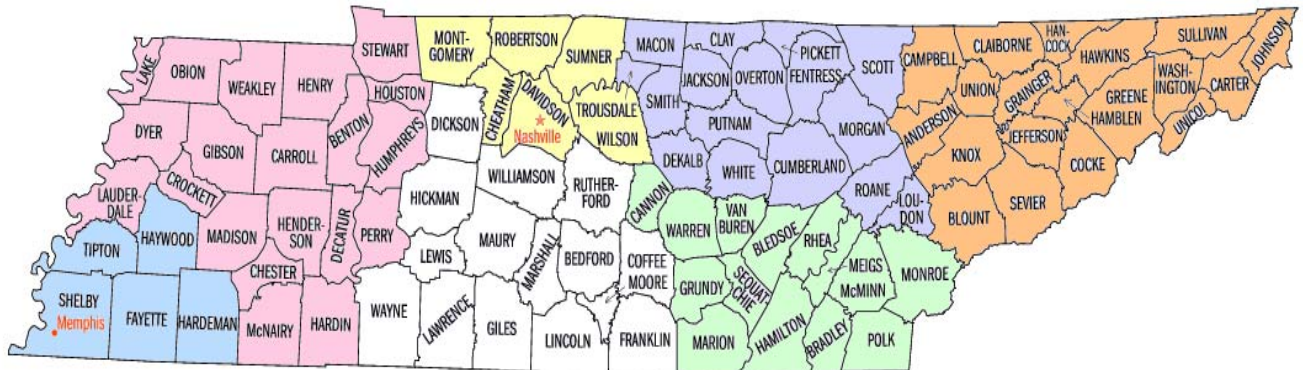 LAKE
OBION
WEAKLEY
HENRY
STEWART
HOUSTON
MONT-
GOMERY
ROBERTSON
SUMNER
MACON
CLAY
PICKETT
FENTRESS
SCOTT
CAMPBELL
CLAIBORNE
HAN-
COCK
HAWKINS
SULLIVAN
JOHNSON
CARTER
WASH-
INGTON
UNICOI
GREENE
HAMBLEN
GRAINGER
UNION
ANDERSON
JEFFERSON
COCKE
KNOX
SEVIER
BLOUNT
MORGAN
OVERTON
JACKSON
SMITH
PUTNAM
DEKALB
WHITE
CUMBERLAND
ROANE
LOU-
DON
TROUSDALE
WILSON
DAVIDSON
Nashville
CHEATHAM
DICKSON
HUMPHREYS
BENTON
CARROLL
GIBSON
DYER
CROCKETT
LAUDER-
DALE
HAYWOOD
TIPTON
MADISON
HENDER-
SON
DECATUR
PERRY
HICKMAN
WILLIAMSON
RUTHER-
FORD
CANNON
WARREN
VAN
BUREN
BLEDSOE
RHEA
MEIGS
McMINN
MONROE
LEWIS
MAURY
MARSHALL
BEDFORD
COFFEE
MOORE
GRUNDY
SEQUAT-
CHIE
CHESTER
SHELBY
Memphis
FAYETTE
HARDEMAN
McNAIRY
HARDIN
WAYNE
LAWRENCE
GILES
LINCOLN
FRANKLIN
MARION
HAMILTON
BRADLEY
POLK